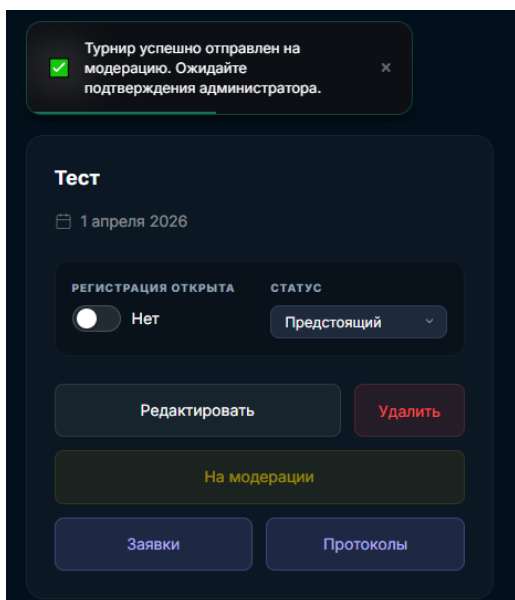 Турнир успешно отправлен на
модерацию. Ожидайте
подтверждения администратора.
Тест
1 апреля 2026
РЕГИСТРАЦИЯ ОТКРЫТА
СТАТУС
Нет
Предстоящий
Редактировать
Удалить
На модерации
Заявки
Протоколы